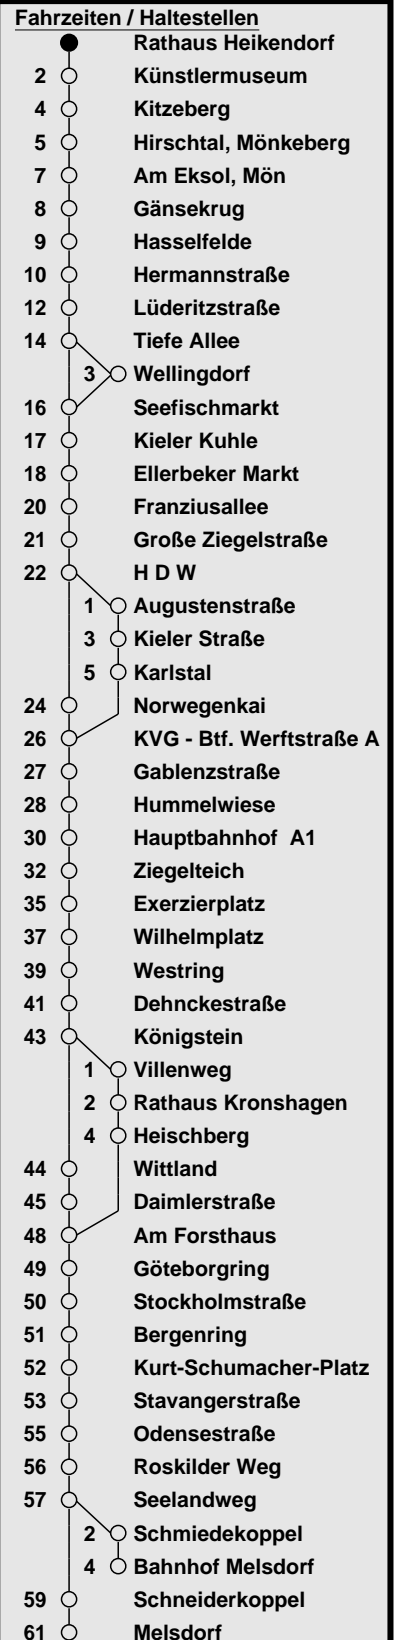 Fahrzeiten / Haltestellen
Rathaus Heikendorf
2 Künstlermuseum
4 Kitzeberg
5 Hirschtal, Mönkeberg
7 Am Eksol, Mön
8 Gänsekrug
9 Hasselfelde
10 Hermannstraße
12 Lüderitzstraße
14 Tiefe Allee
3 Wellingdorf
16 Seefischmarkt
17 Kieler Kuhle
18 Ellerbeker Markt
20 Franziusallee
21 Große Ziegelstraße
22 H D W
1 Augustenstraße
3 Kieler Straße
5 Karlstal
24 Norwegenkai
26 KVG - Btf. Werftstraße A
27 Gablenzstraße
28 Hummelwiese
30 Hauptbahnhof A1
32 Ziegelteich
35 Exerzierplatz
37 Wilhelmplatz
39 Westring
41 Dehnckestraße
43 Königstein
1 Villenweg
2 Rathaus Kronshagen
4 Heischberg
44 Wittland
45 Daimlerstraße
48 Am Forsthaus
49 Göteborgring
50 Stockholmstraße
51 Bergenring
52 Kurt-Schumacher-Platz
53 Stavangerstraße
55 Odensestraße
56 Roskilder Weg
57 Seelandweg
2 Schmiedekoppel
4 Bahnhof Melsdorf
59 Schneiderkoppel
61 Melsdorf